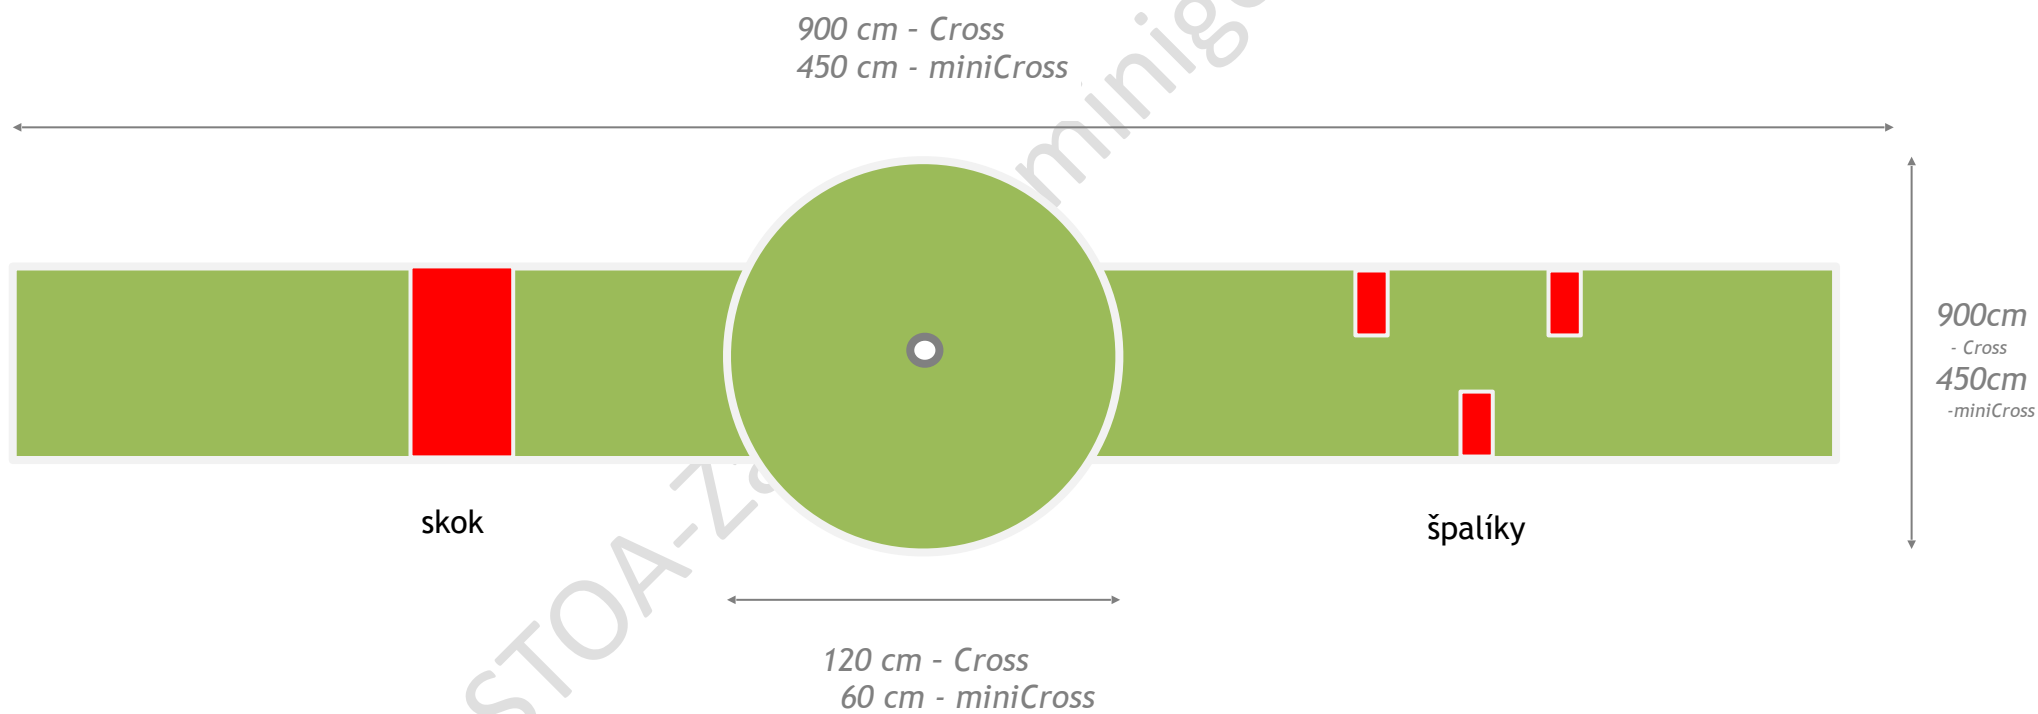 900 cm - Cross
450 cm - miniCross
900cm
- Cross
450cm
-miniCross
skok
špalíky
120 cm - Cross
60 cm - miniCross